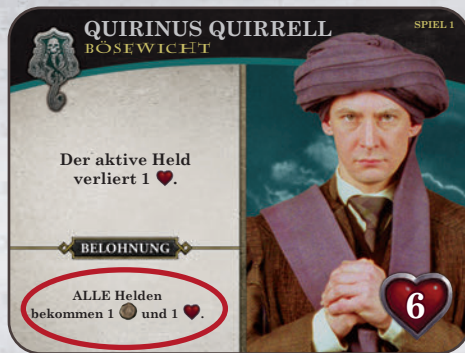 QUIRINUS QUIRRELL
SPIEL 1
BÖSEWICHT
Der aktive Held
verliert 1 ❤.
BELOHNUNG
ALLE Helden
bekommen 1 und 1 ❤.
6